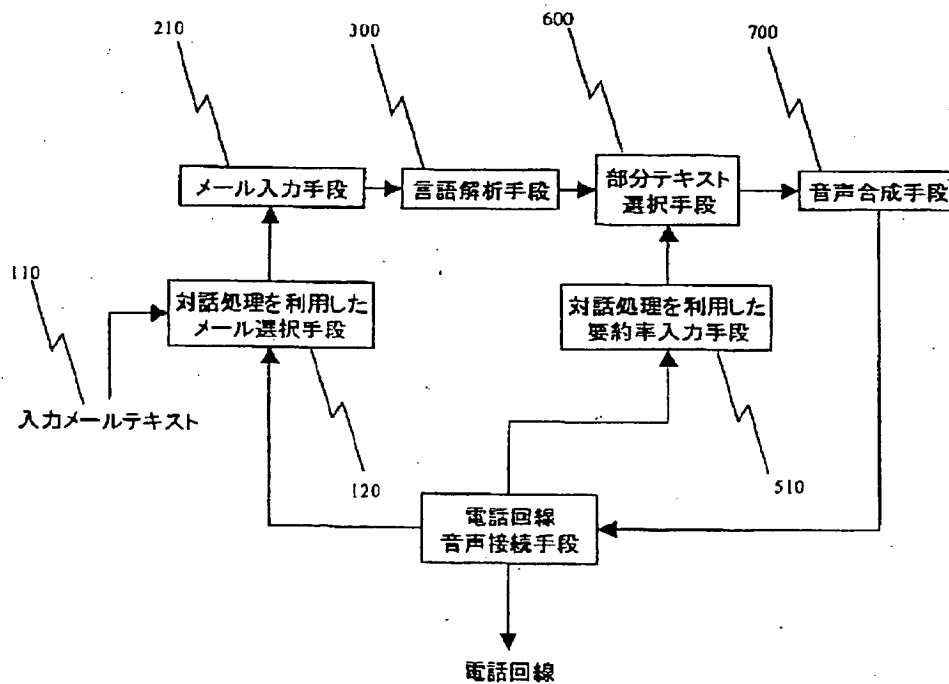 210
300
600
700
メール入力手段
言語解析手段
部分テキスト
選択手段
音声合成手段
110
対話処理を利用した
メール選択手段
対話処理を利用した
要約率入力手段
入力メールテキスト
120
510
電話回線
音声接続手段
電話回線